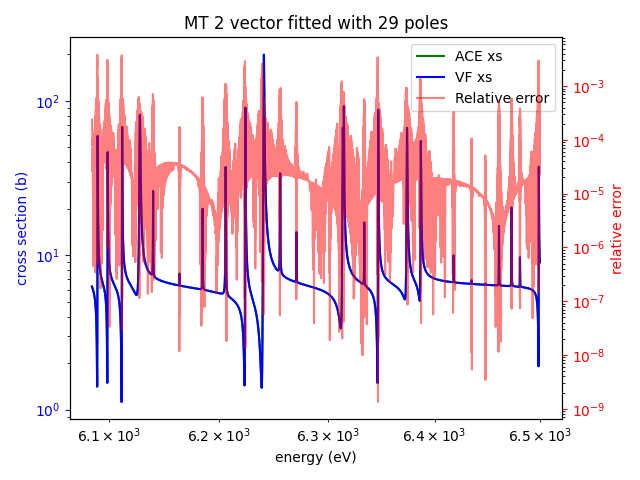 MT 2 vector fitted with 29 poles
ACE xs
VF xs
Relative error
cross section (b)
10²
10¹
10⁰
relative error
10⁻³
10⁻⁴
10⁻⁵
10⁻⁶
10⁻⁷
10⁻⁸
10⁻⁹
6.1 × 10³ 6.2 × 10³ 6.3 × 10³ 6.4 × 10³ 6.5 × 10³
energy (eV)